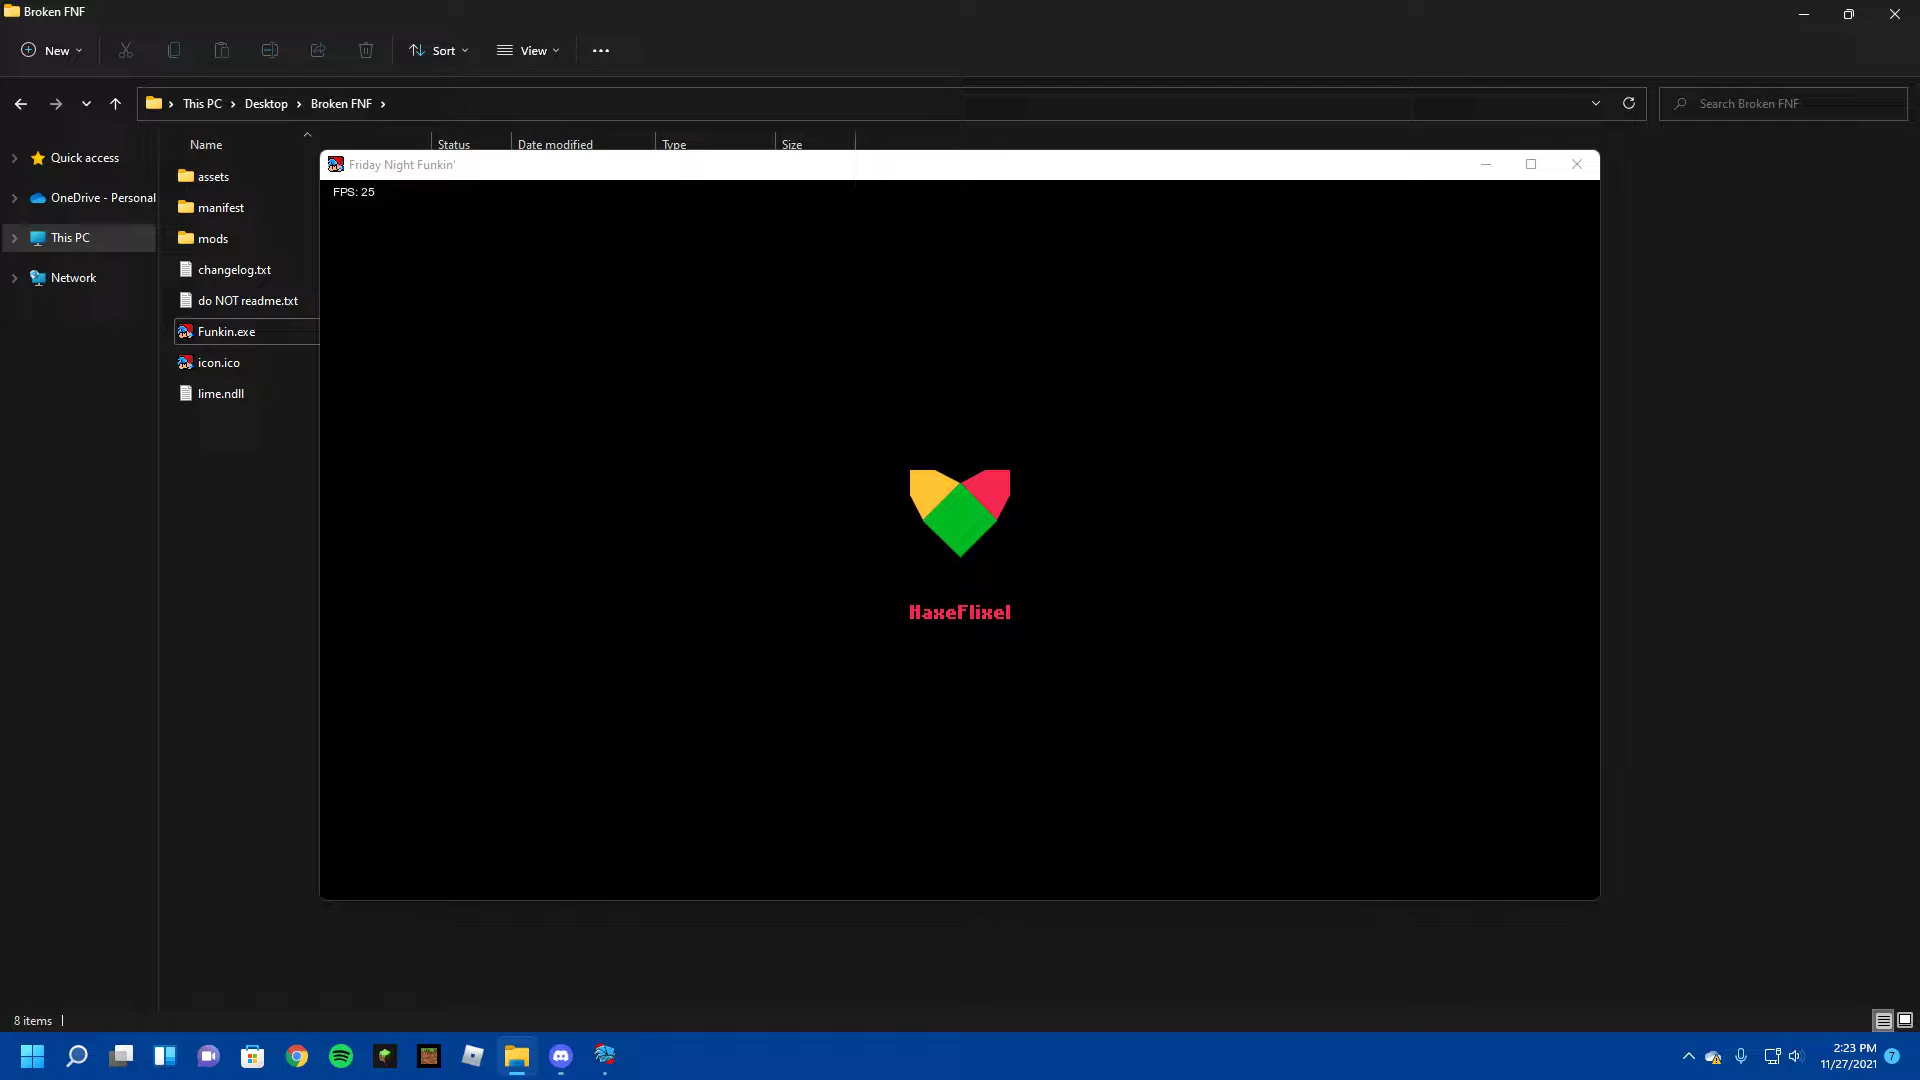 Broken FNF
New
Sort
View
This PC
Desktop
Broken FNF
Search Broken FNF
Quick access
OneDrive - Personal
This PC
Network
Name
Status
Date modified
Type
Size
assets
manifest
mods
changelog.txt
do NOT readme.txt
Funkin.exe
icon.ico
lime.ndll
Friday Night Funkin'
FPS: 25
HaxeFlixel
8 items
2:23 PM
11/27/2021
7